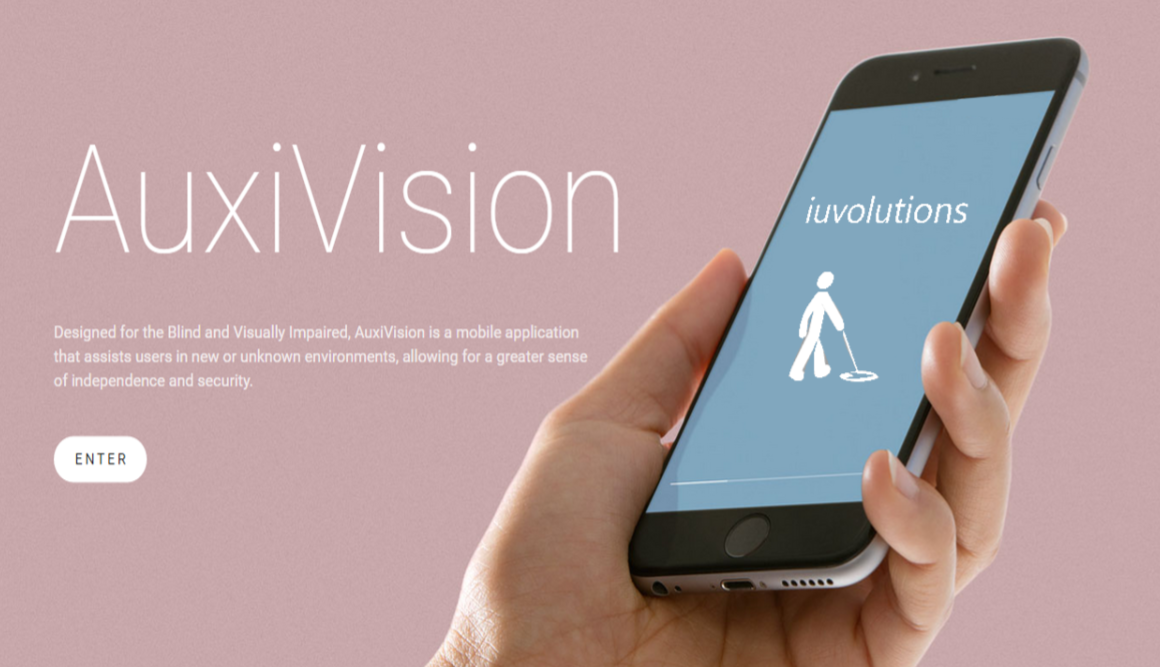 AuxiVision
Designed for the Blind and Visually Impaired, AuxiVision is a mobile application
that assists users in new or unknown environments, allowing for a greater sense
of independence and security.
ENTER
iuvolutions